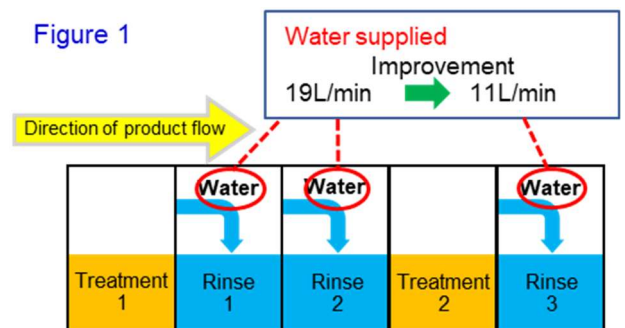 Figure 1
Water supplied
Improvement
19L/min
11L/min
Direction of product flow
Water
Water
Water
Treatment
1
Rinse
1
Rinse
2
Treatment
2
Rinse
3